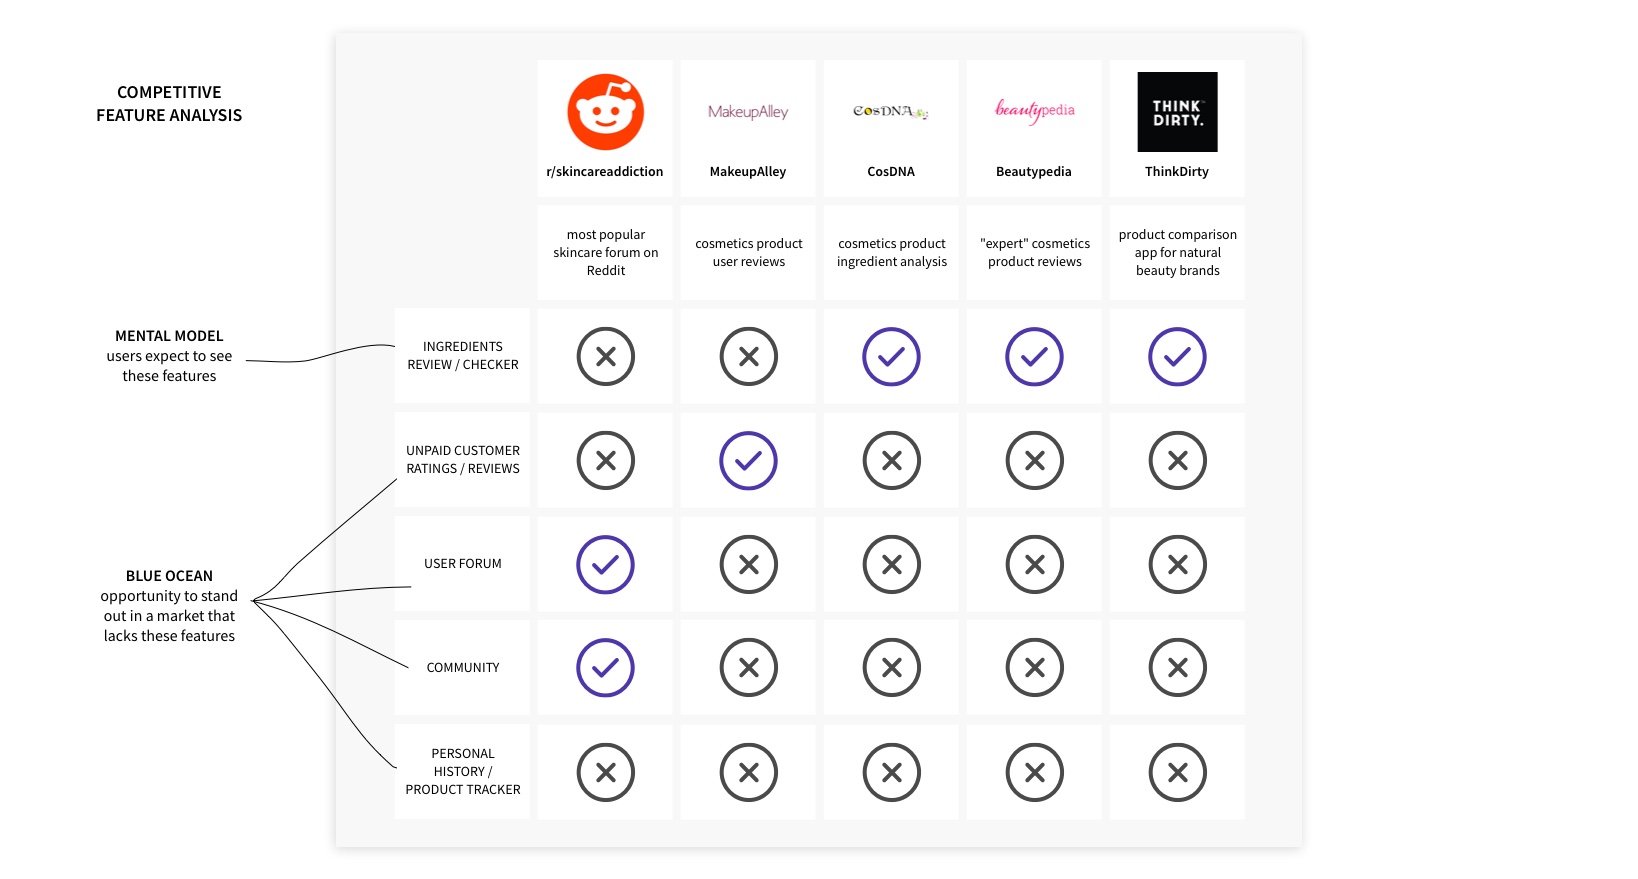 COMPETITIVE
FEATURE ANALYSIS
MakeupAlley
CosDNA
beautypedia
THINK
DIRTY.
r/skincareaddiction
MakeupAlley
CosDNA
Beautypedia
ThinkDirty
most popular
skincare forum on
Reddit
cosmetics product
user reviews
cosmetics product
ingredient analysis
"expert" cosmetics
product reviews
product comparison
app for natural
beauty brands
MENTAL MODEL
users expect to see
these features
INGREDIENTS
REVIEW / CHECKER
UNPAID CUSTOMER
RATINGS / REVIEWS
BLUE OCEAN
opportunity to stand
out in a market that
lacks these features
USER FORUM
COMMUNITY
PERSONAL
HISTORY /
PRODUCT TRACKER